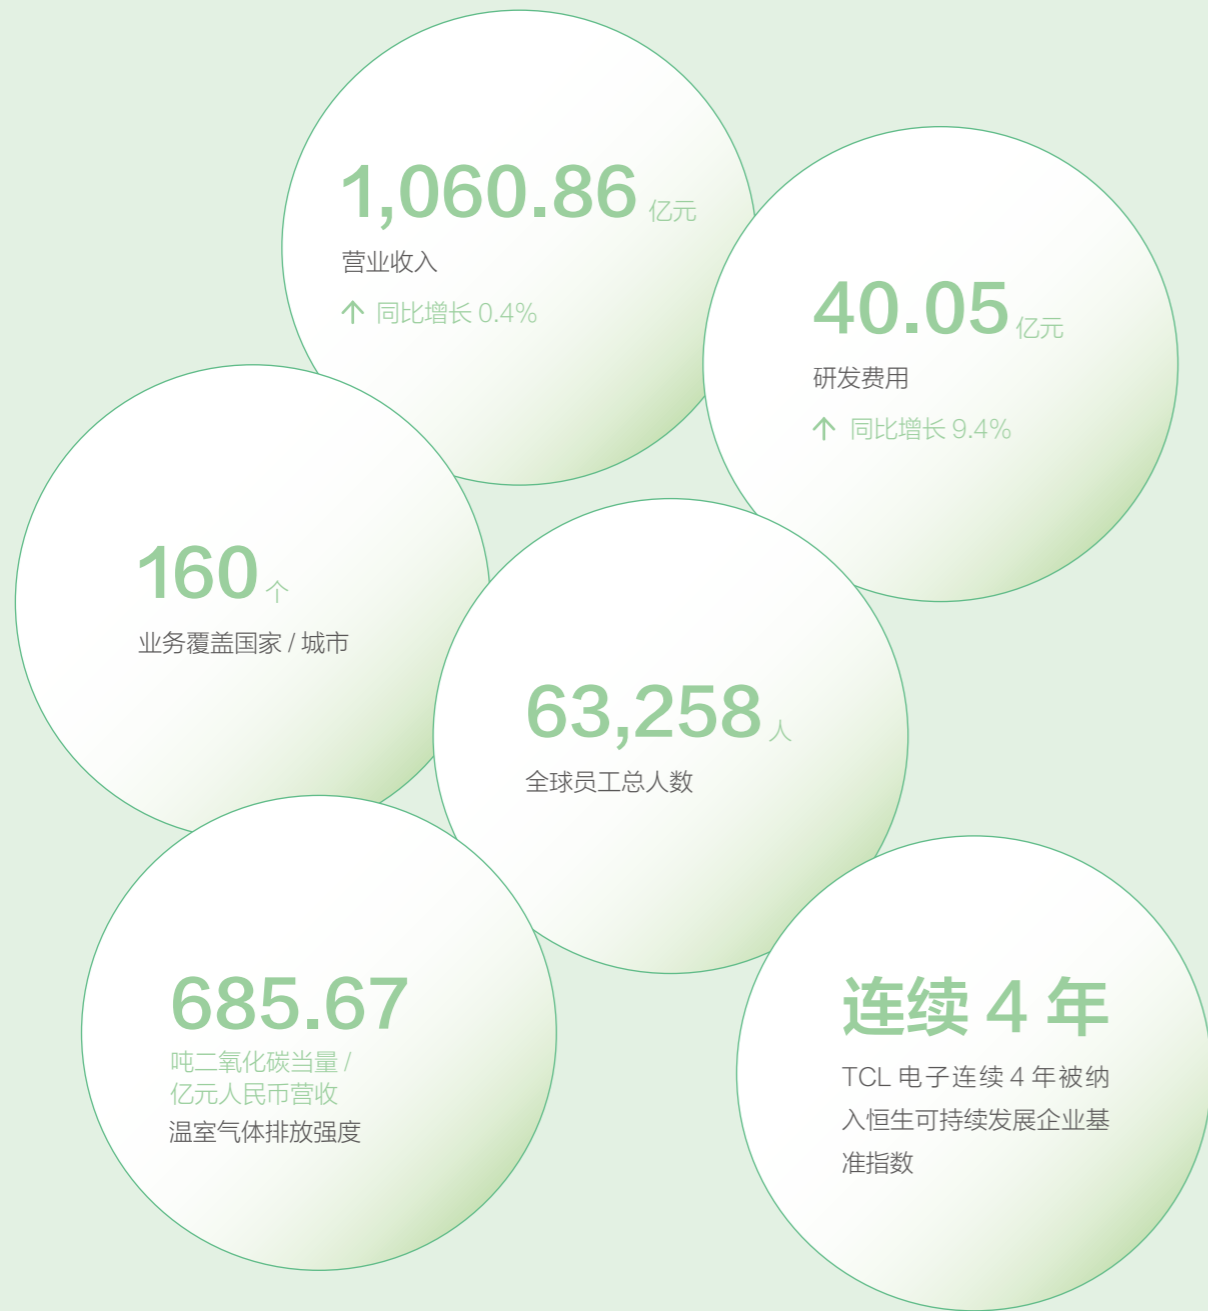 1,060.86 亿元
营业收入
↑ 同比增长 0.4%
40.05 亿元
研发费用
↑ 同比增长 9.4%
160 个
业务覆盖国家 / 城市
63,258 人
全球员工总人数
685.67
吨二氧化碳当量 /
亿元人民币营收
温室气体排放强度
连续 4 年
TCL 电子连续 4 年被纳
入恒生可持续发展企业基
准指数